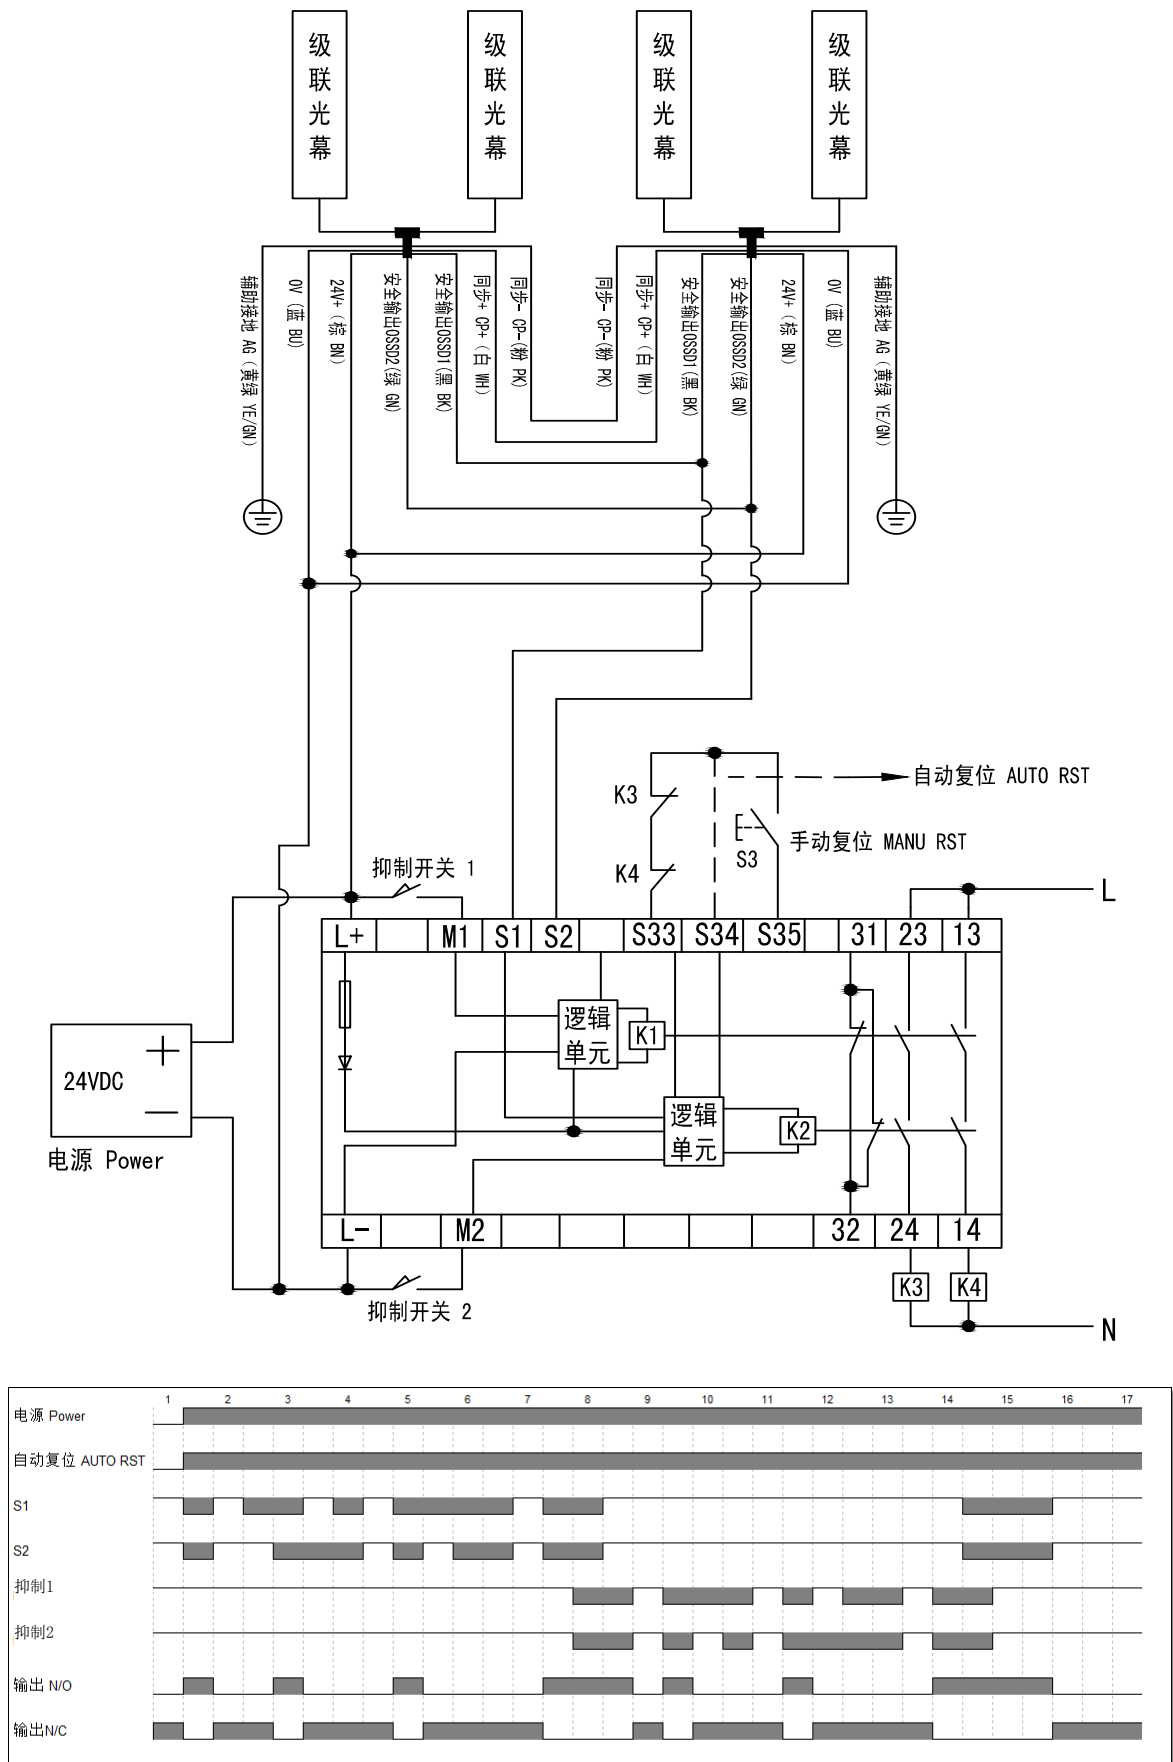 级联光幕
级联光幕
级联光幕
级联光幕
辅助接地 AG（黄绿 YE/GN）
0V（蓝 BU）
24V+（棕 BN）
安全输出OSSD2(绿 GN)
安全输出OSSD1(黑 BK)
同步+ CP+（白 WH）
同步- CP-(粉 PK)
同步- CP-(粉 PK)
同步+ CP+（白 WH）
安全输出OSSD1(黑 BK)
安全输出OSSD2(绿 GN)
24V+（棕 BN）
0V（蓝 BU）
辅助接地 AG（黄绿 YE/GN）
自动复位 AUTO RST
K3
手动复位 MANU RST
S3
K4
抑制开关 1
L
L+ M1 S1 S2 S33 S34 S35 31 23 13
逻辑
单元
K1
24VDC
逻辑
单元
K2
电源 Power
L- M2 32 24 14
K3 K4
抑制开关 2
N
1 2 3 4 5 6 7 8 9 10 11 12 13 14 15 16 17
电源 Power
自动复位 AUTO RST
S1
S2
抑制1
抑制2
输出 N/O
输出N/C